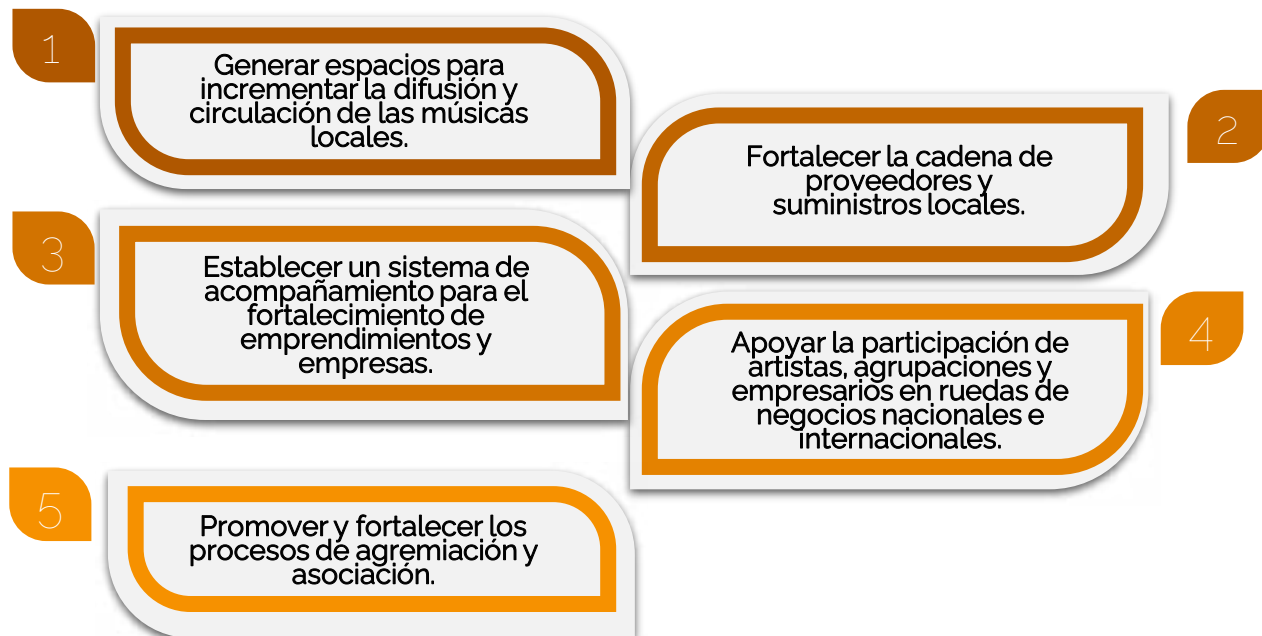 1
Generar espacios para
incrementar la difusión y
circulación de las músicas
locales.
2
Fortalecer la cadena de
proveedores y
suministros locales.
3
Establecer un sistema de
acompañamiento para el
fortalecimiento de
emprendimientos y
empresas.
4
Apoyar la participación de
artistas, agrupaciones y
empresarios en ruedas de
negocios nacionales e
internacionales.
5
Promover y fortalecer los
procesos de agremiación y
asociación.